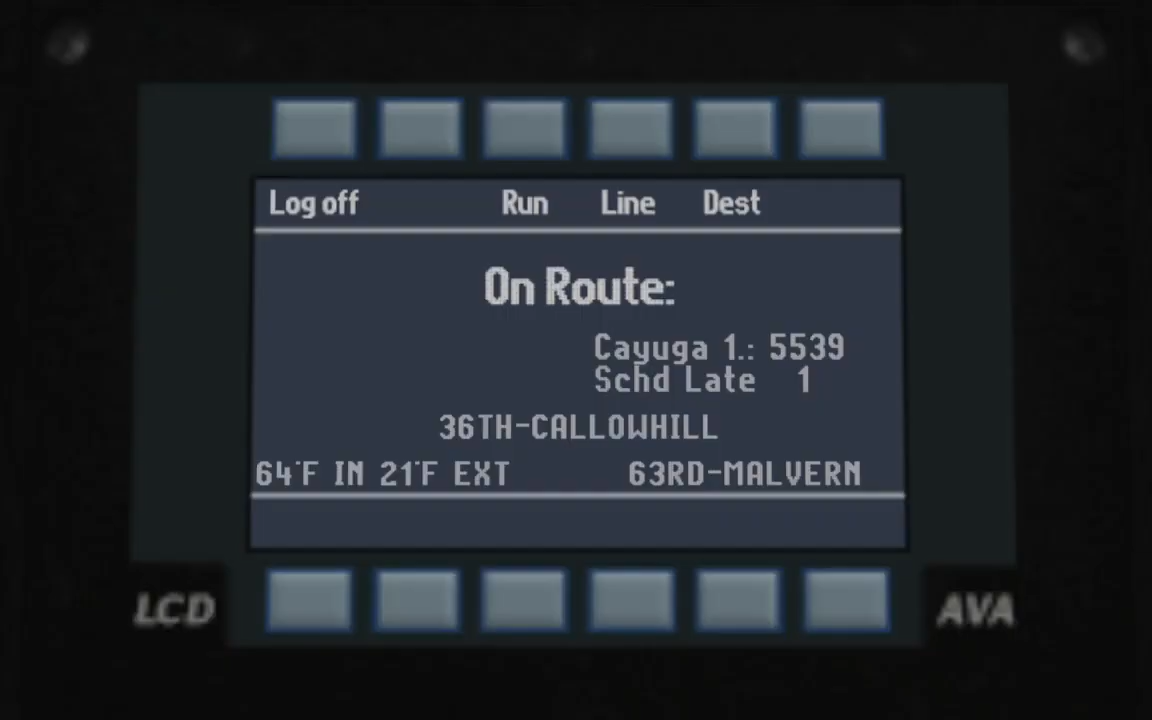 Log off Run Line Dest
On Route:
Cayuga 1.: 5539
Schd Late 1
36TH-CALLOWHILL
64°F IN 21°F EXT 63RD-MALVERN
LCD AVA